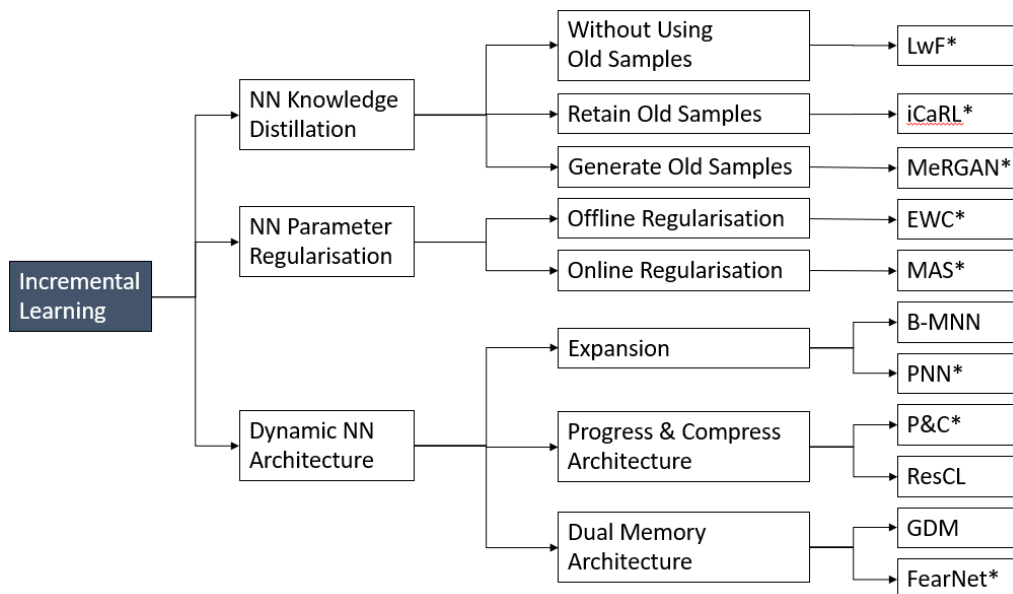 Incremental
Learning
NN Knowledge
Distillation
Without Using
Old Samples
LwF*
Retain Old Samples
iCaRL*
Generate Old Samples
MeRGAN*
NN Parameter
Regularisation
Offline Regularisation
EWC*
Online Regularisation
MAS*
Dynamic NN
Architecture
Expansion
B-MNN
PNN*
Progress & Compress
Architecture
P&C*
ResCL
Dual Memory
Architecture
GDM
FearNet*